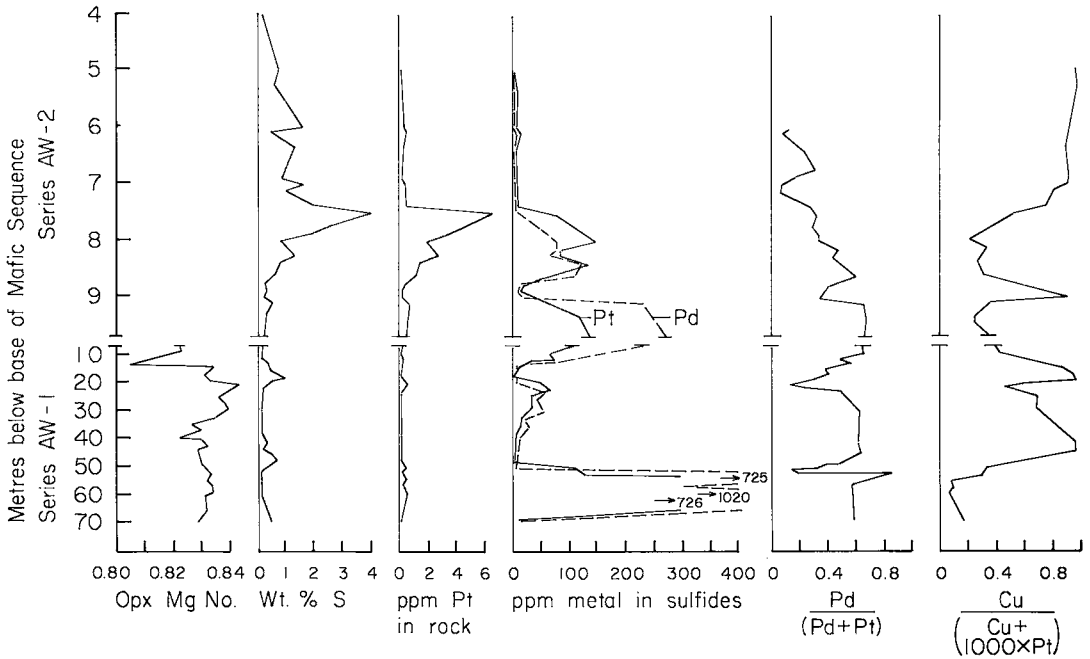 Metres below base of Mafic Sequence
Series AW-2
Series AW-1
4
5
6
7
8
9
10
20
30
40
50
60
70
Pt
Pd
725
1020
726
0.80 0.82 0.84
Opx Mg No.
0 1 2 3 4
Wt. % S
0 2 4 6
ppm Pt
in rock
0 100 200 300 400
ppm metal in sulfides
0 0.4 0.8
Pd
(Pd+Pt)
0 0.4 0.8
Cu
(Cu+
1000×Pt)